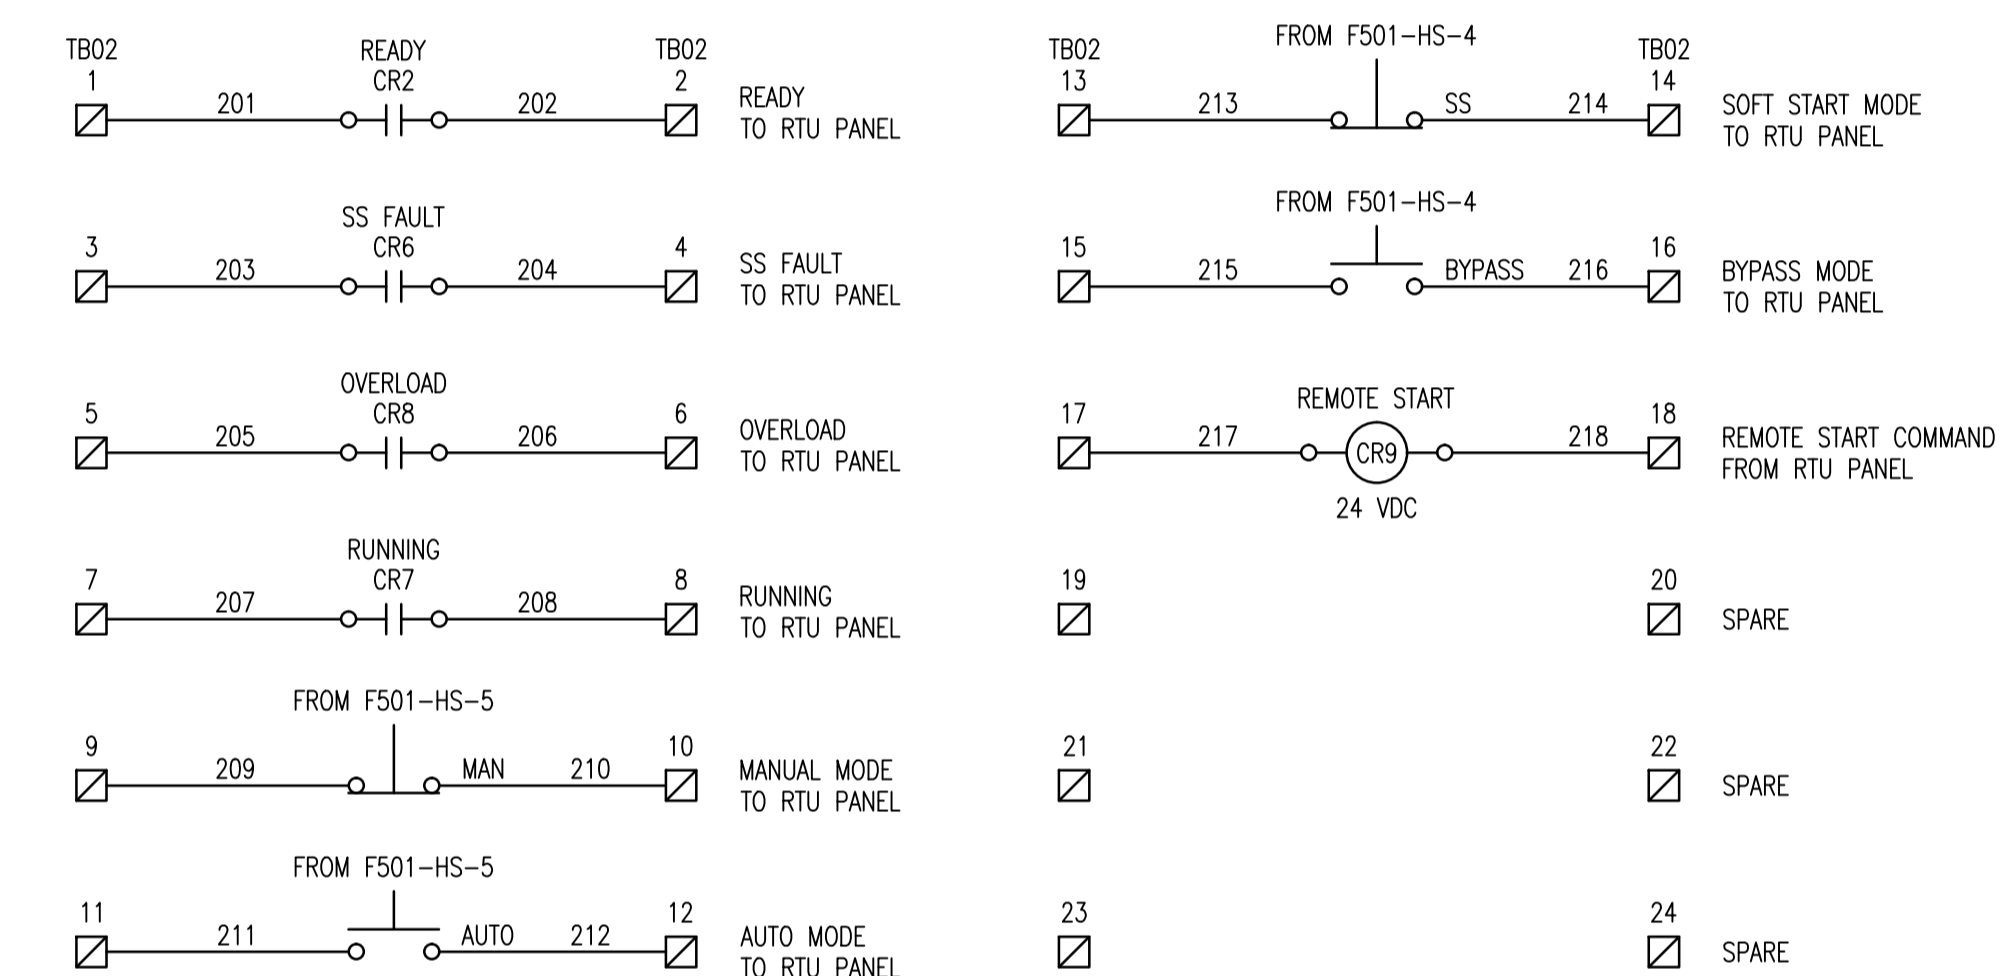 TB02
1
201
READY
CR2
202
TB02
2
READY
TO RTU PANEL
3
203
SS FAULT
CR6
204
4
SS FAULT
TO RTU PANEL
5
205
OVERLOAD
CR8
206
6
OVERLOAD
TO RTU PANEL
7
207
RUNNING
CR7
208
8
RUNNING
TO RTU PANEL
9
209
FROM F501-HS-5
MAN
210
10
MANUAL MODE
TO RTU PANEL
11
211
FROM F501-HS-5
AUTO
212
12
AUTO MODE
TO RTU PANEL
TB02
13
213
FROM F501-HS-4
SS
214
TB02
14
SOFT START MODE
TO RTU PANEL
15
215
FROM F501-HS-4
BYPASS
216
16
BYPASS MODE
TO RTU PANEL
17
217
REMOTE START
CR9
24 VDC
218
18
REMOTE START COMMAND
FROM RTU PANEL
19
20
SPARE
21
22
SPARE
23
24
SPARE